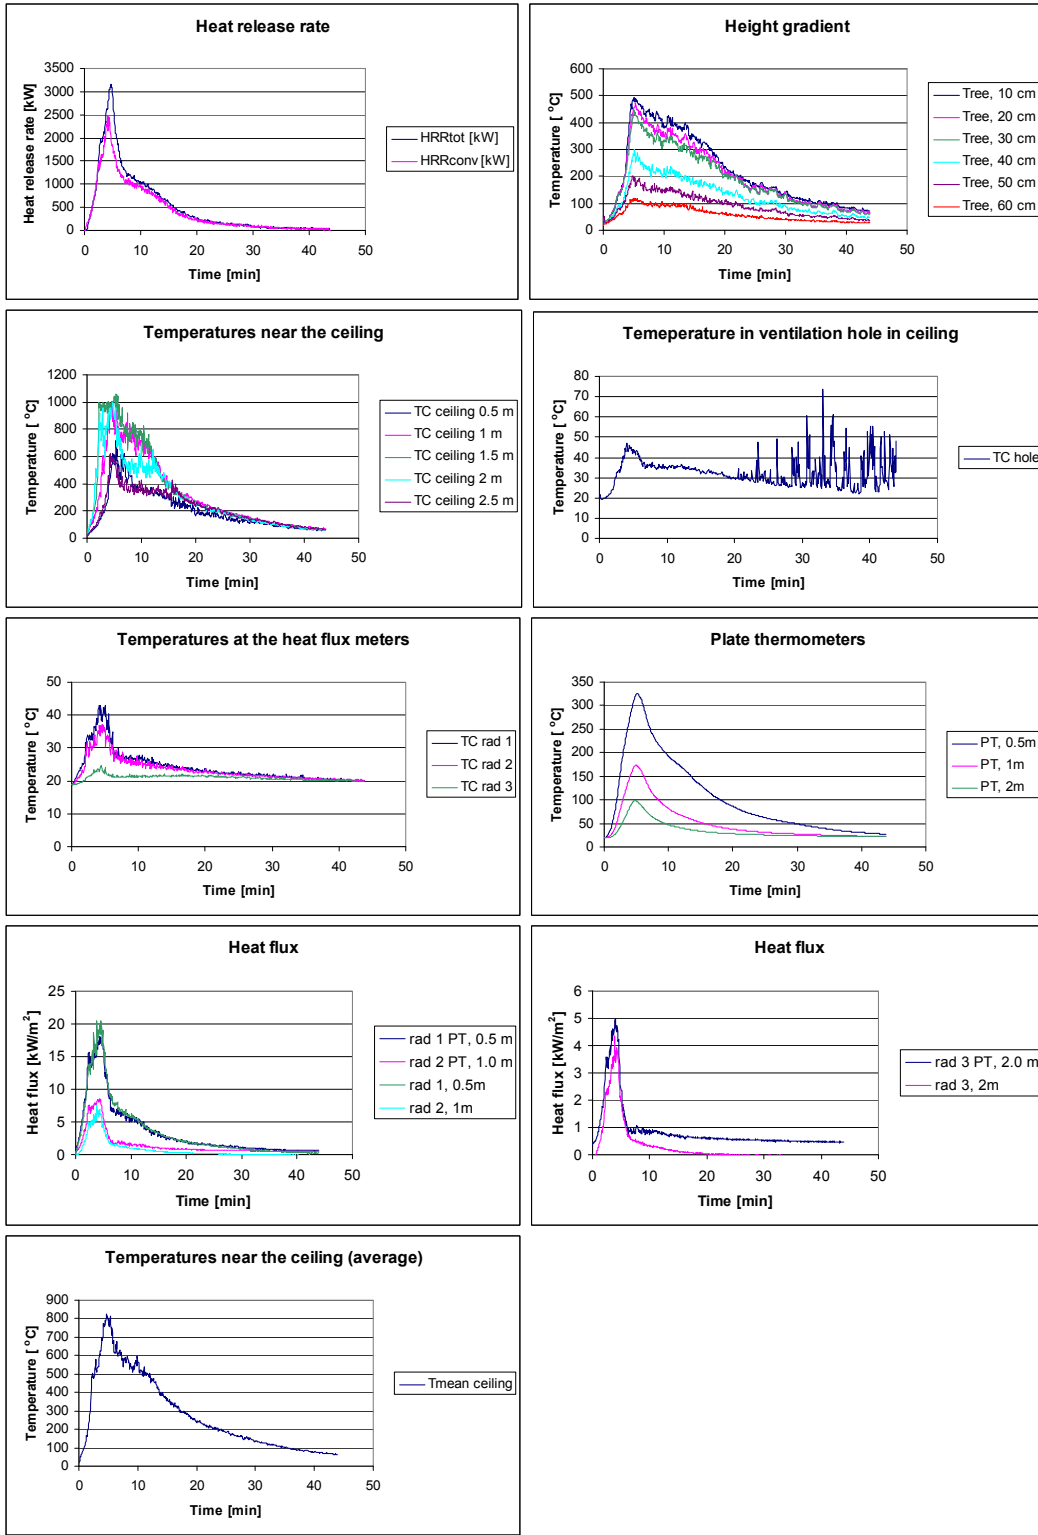 Heat release rate
Heat release rate [kW]
3500
3000
2500
2000
1500
1000
500
0
0 10 20 30 40 50
Time [min]
HRRtot [kW]
HRRconv [kW]
Height gradient
Temperature [ °C]
600
500
400
300
200
100
0
0 10 20 30 40 50
Time [min]
Tree, 10 cm
Tree, 20 cm
Tree, 30 cm
Tree, 40 cm
Tree, 50 cm
Tree, 60 cm
Temperatures near the ceiling
Temperature [ °C]
1200
1000
800
600
400
200
0
0 10 20 30 40 50
Time [min]
TC ceiling 0.5 m
TC ceiling 1 m
TC ceiling 1.5 m
TC ceiling 2 m
TC ceiling 2.5 m
Temeperature in ventilation hole in ceiling
Temperature [ °C]
80
70
60
50
40
30
20
10
0
0 10 20 30 40 50
Time [min]
TC hole
Temperatures at the heat flux meters
Temperature [ °C]
50
40
30
20
10
0
0 10 20 30 40 50
Time [min]
TC rad 1
TC rad 2
TC rad 3
Plate thermometers
Temperature [ °C]
350
300
250
200
150
100
50
0
0 10 20 30 40 50
Time [min]
PT, 0.5m
PT, 1m
PT, 2m
Heat flux
Heat flux [kW/m²]
25
20
15
10
5
0
0 10 20 30 40 50
Time [min]
rad 1 PT, 0.5 m
rad 2 PT, 1.0 m
rad 1, 0.5m
rad 2, 1m
Heat flux
Heat flux [kW/m²]
6
5
4
3
2
1
0
0 10 20 30 40 50
Time [min]
rad 3 PT, 2.0 m
rad 3, 2m
Temperatures near the ceiling (average)
Temperature [ °C]
900
800
700
600
500
400
300
200
100
0
0 10 20 30 40 50
Time [min]
Tmean ceiling